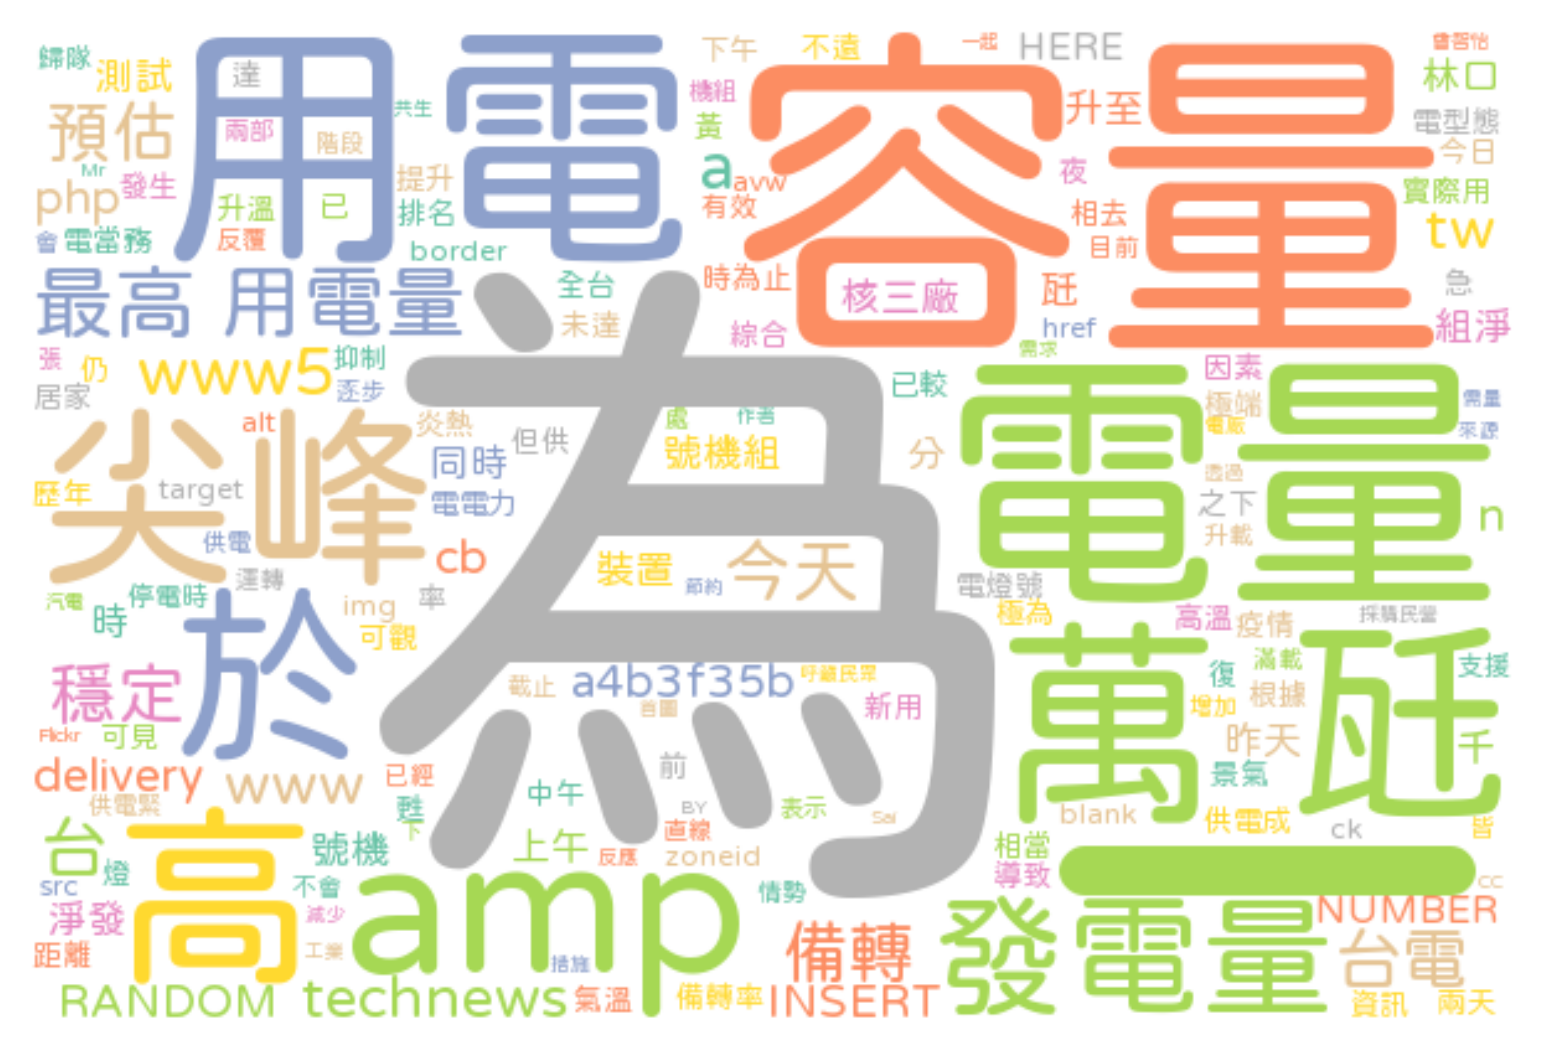 歸隊
測試
達
用電
下午
不遠
一起
HERE
容量
曾智怡
林口
預估
兩部
階段
共生
機組
黃
升至
電型態
今日
Mr
php
發生
升溫
已
提升
排名
a
avw
有效
夜
相去
實際用
tw
會
電當務
反覆
border
目前
最高
用電量
全台
未達
時為止
綜合
核三廠
瓩
href
急
組淨
張
仍
www5
抑制
逐步
為
需求
已較
因素
電量
需量
居家
alt
炎熱
但供
處
作者
極端
電廠
來源
尖峰
同時
號機組
分
透過
歷年
target
電電力
之下
n
供電
cb
升載
運轉
裝置
節約
今天
電燈號
汽電
停電時
時
img
率
可觀
極為
高溫
疫情
採購民營
於
萬
瓩
穩定
截止
a4b3f35b
呼籲民眾
新用
復
滿載
根據
支援
增加
Flickr
可見
昨天
千
delivery
www
已經
前
景氣
供電緊
中午
BY
表示
blank
供電成
ck
皆
台
高
號機
甦
下
上午
直線
反應
zoneid
Sai
相當
導致
一
燈
src
不會
amp
情勢
cc
淨發
減少
發電量
NUMBER
距離
工業
措施
備轉
台電
RANDOM
technews
氣溫
備轉率
INSERT
資訊
兩天